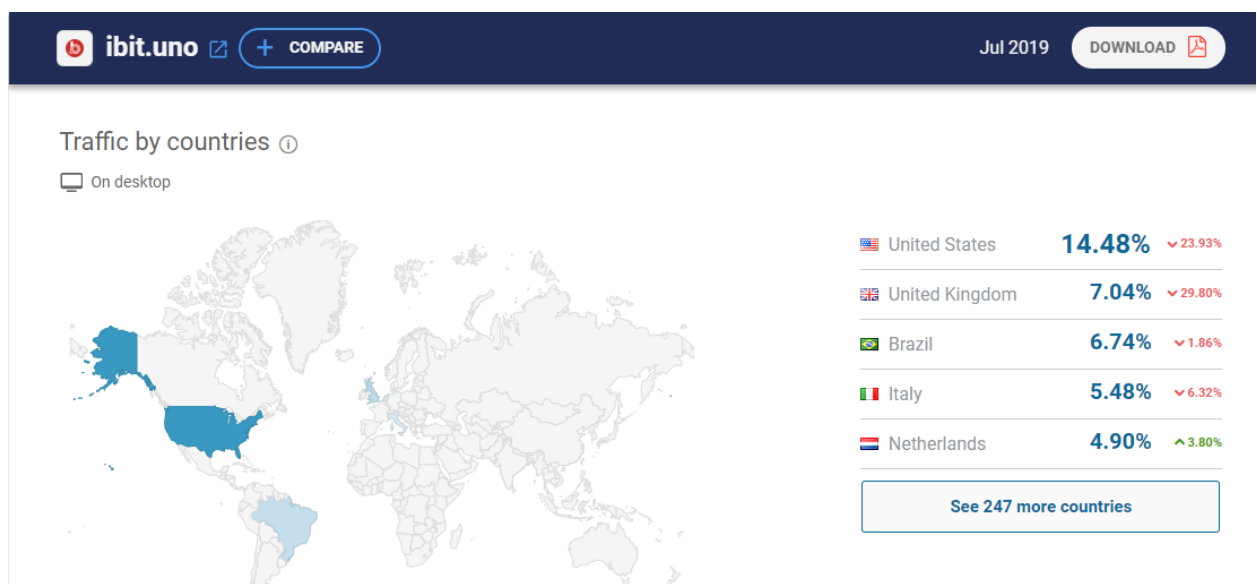 ibit.uno + COMPARE Jul 2019 DOWNLOAD
Traffic by countries
On desktop
United States 14.48% 23.93%
United Kingdom 7.04% 29.80%
Brazil 6.74% 1.86%
Italy 5.48% 6.32%
Netherlands 4.90% 3.80%
See 247 more countries